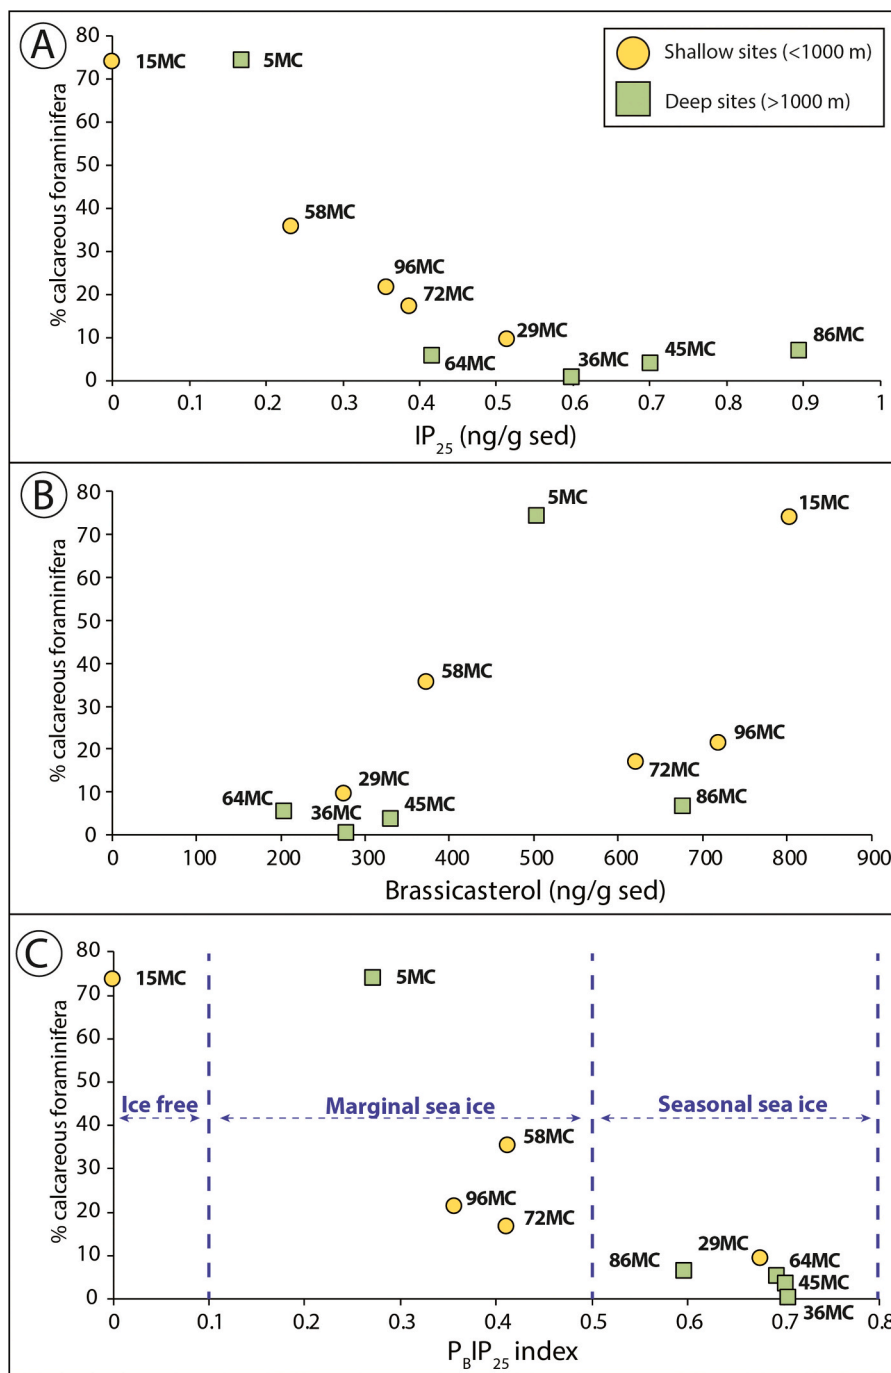 A
80
70
60
50
40
30
20
10
0
% calcareous foraminifera
15MC
5MC
58MC
96MC
72MC
29MC
64MC
36MC
45MC
86MC
Shallow sites (<1000 m)
Deep sites (>1000 m)
0 0.1 0.2 0.3 0.4 0.5 0.6 0.7 0.8 0.9 1
IP25 (ng/g sed)
B
80
70
60
50
40
30
20
10
0
% calcareous foraminifera
5MC
15MC
58MC
96MC
72MC
29MC
64MC
36MC
45MC
86MC
0 100 200 300 400 500 600 700 800 900
Brassicasterol (ng/g sed)
C
80
70
60
50
40
30
20
10
0
% calcareous foraminifera
15MC
5MC
Ice free
Marginal sea ice
Seasonal sea ice
58MC
96MC
72MC
86MC
29MC
64MC
45MC
36MC
0 0.1 0.2 0.3 0.4 0.5 0.6 0.7 0.8
PBIP25 index